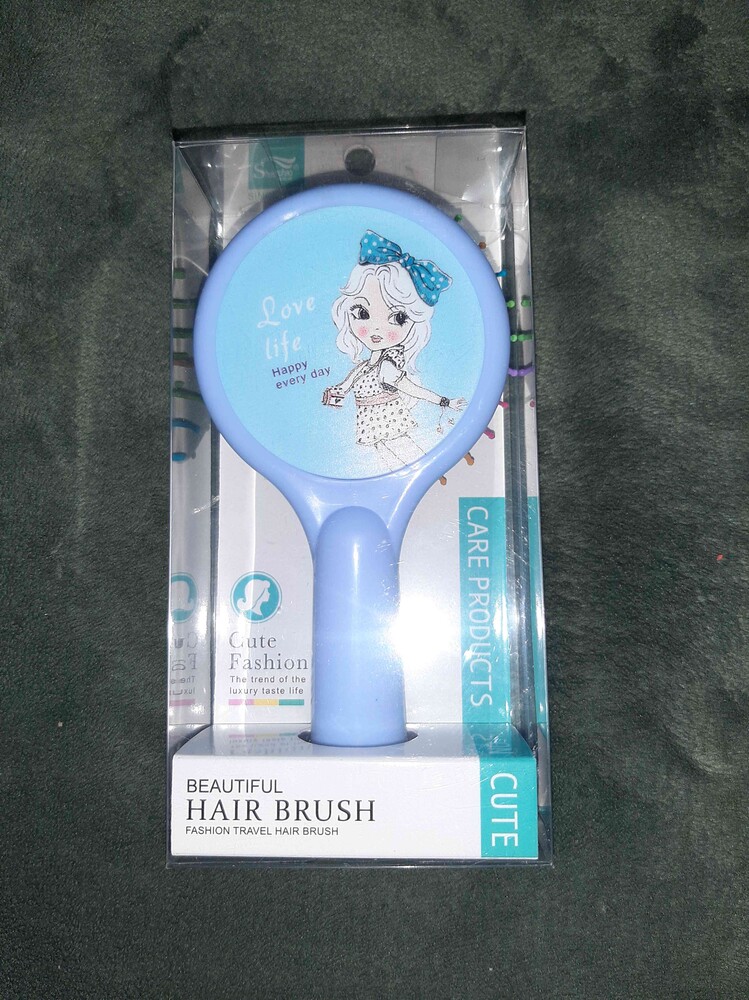 Love
life
Happy
every day
CARE PRODUCTS
Cute
Fashion
The trend of the
luxury taste life
BEAUTIFUL
HAIR BRUSH
FASHION TRAVEL HAIR BRUSH
CUTE